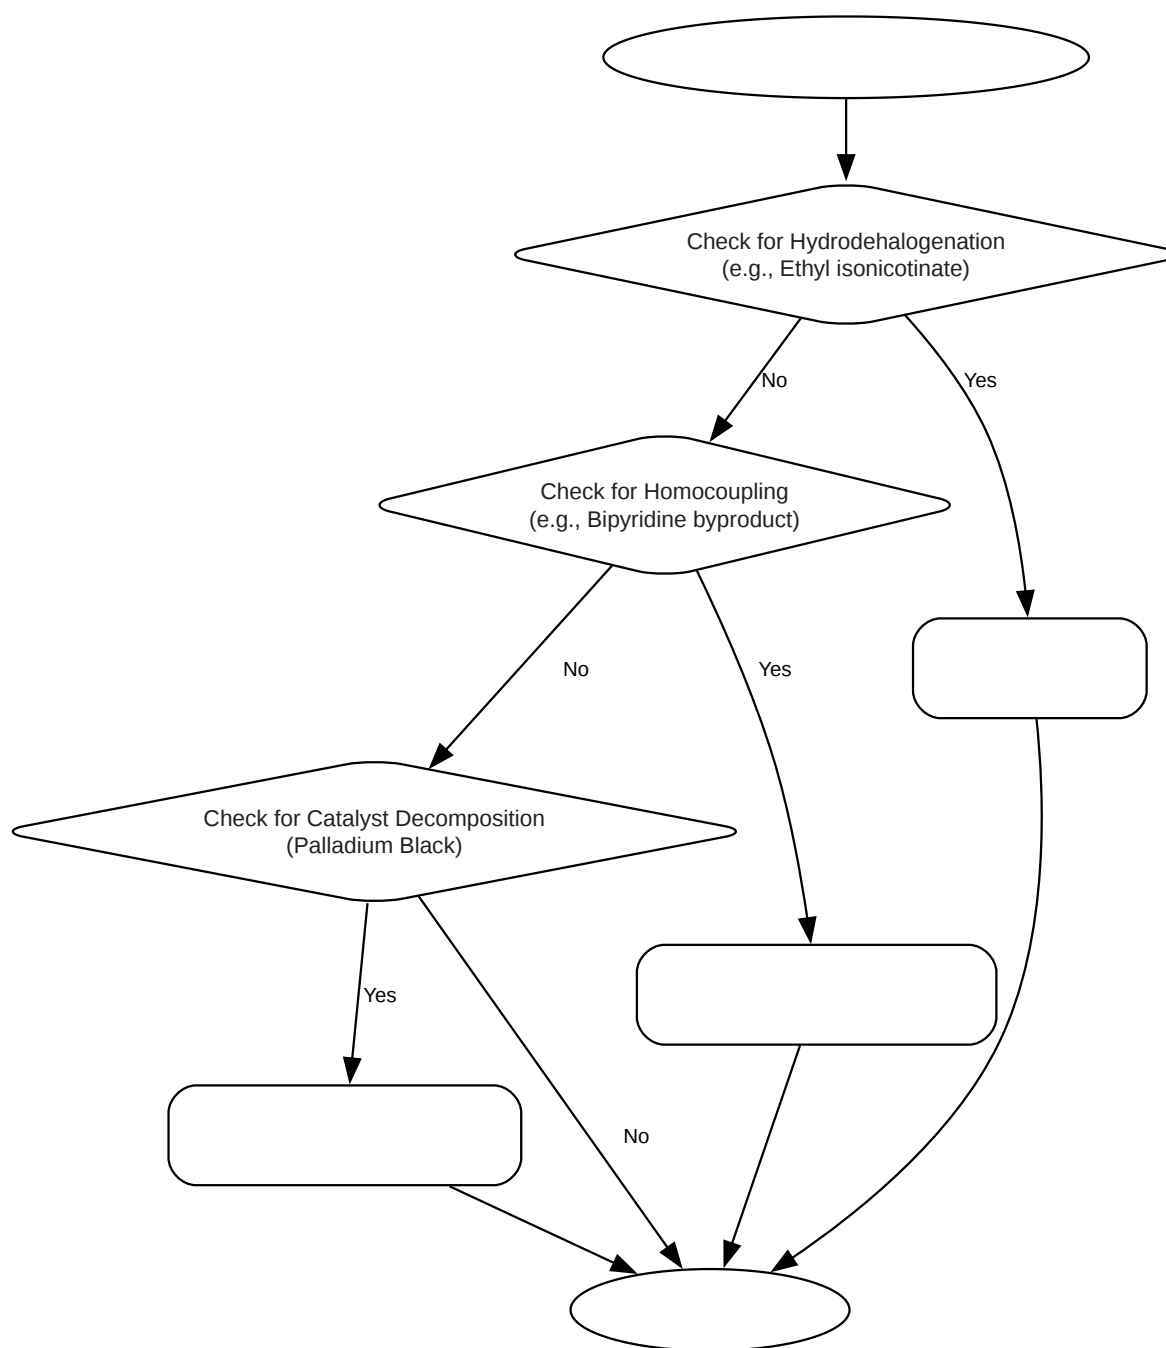 Check for Hydrodehalogenation
(e.g., Ethyl isonicotinate)
No
Yes
Check for Homocoupling
(e.g., Bipyridine byproduct)
No
Yes
Check for Catalyst Decomposition
(Palladium Black)
Yes
No